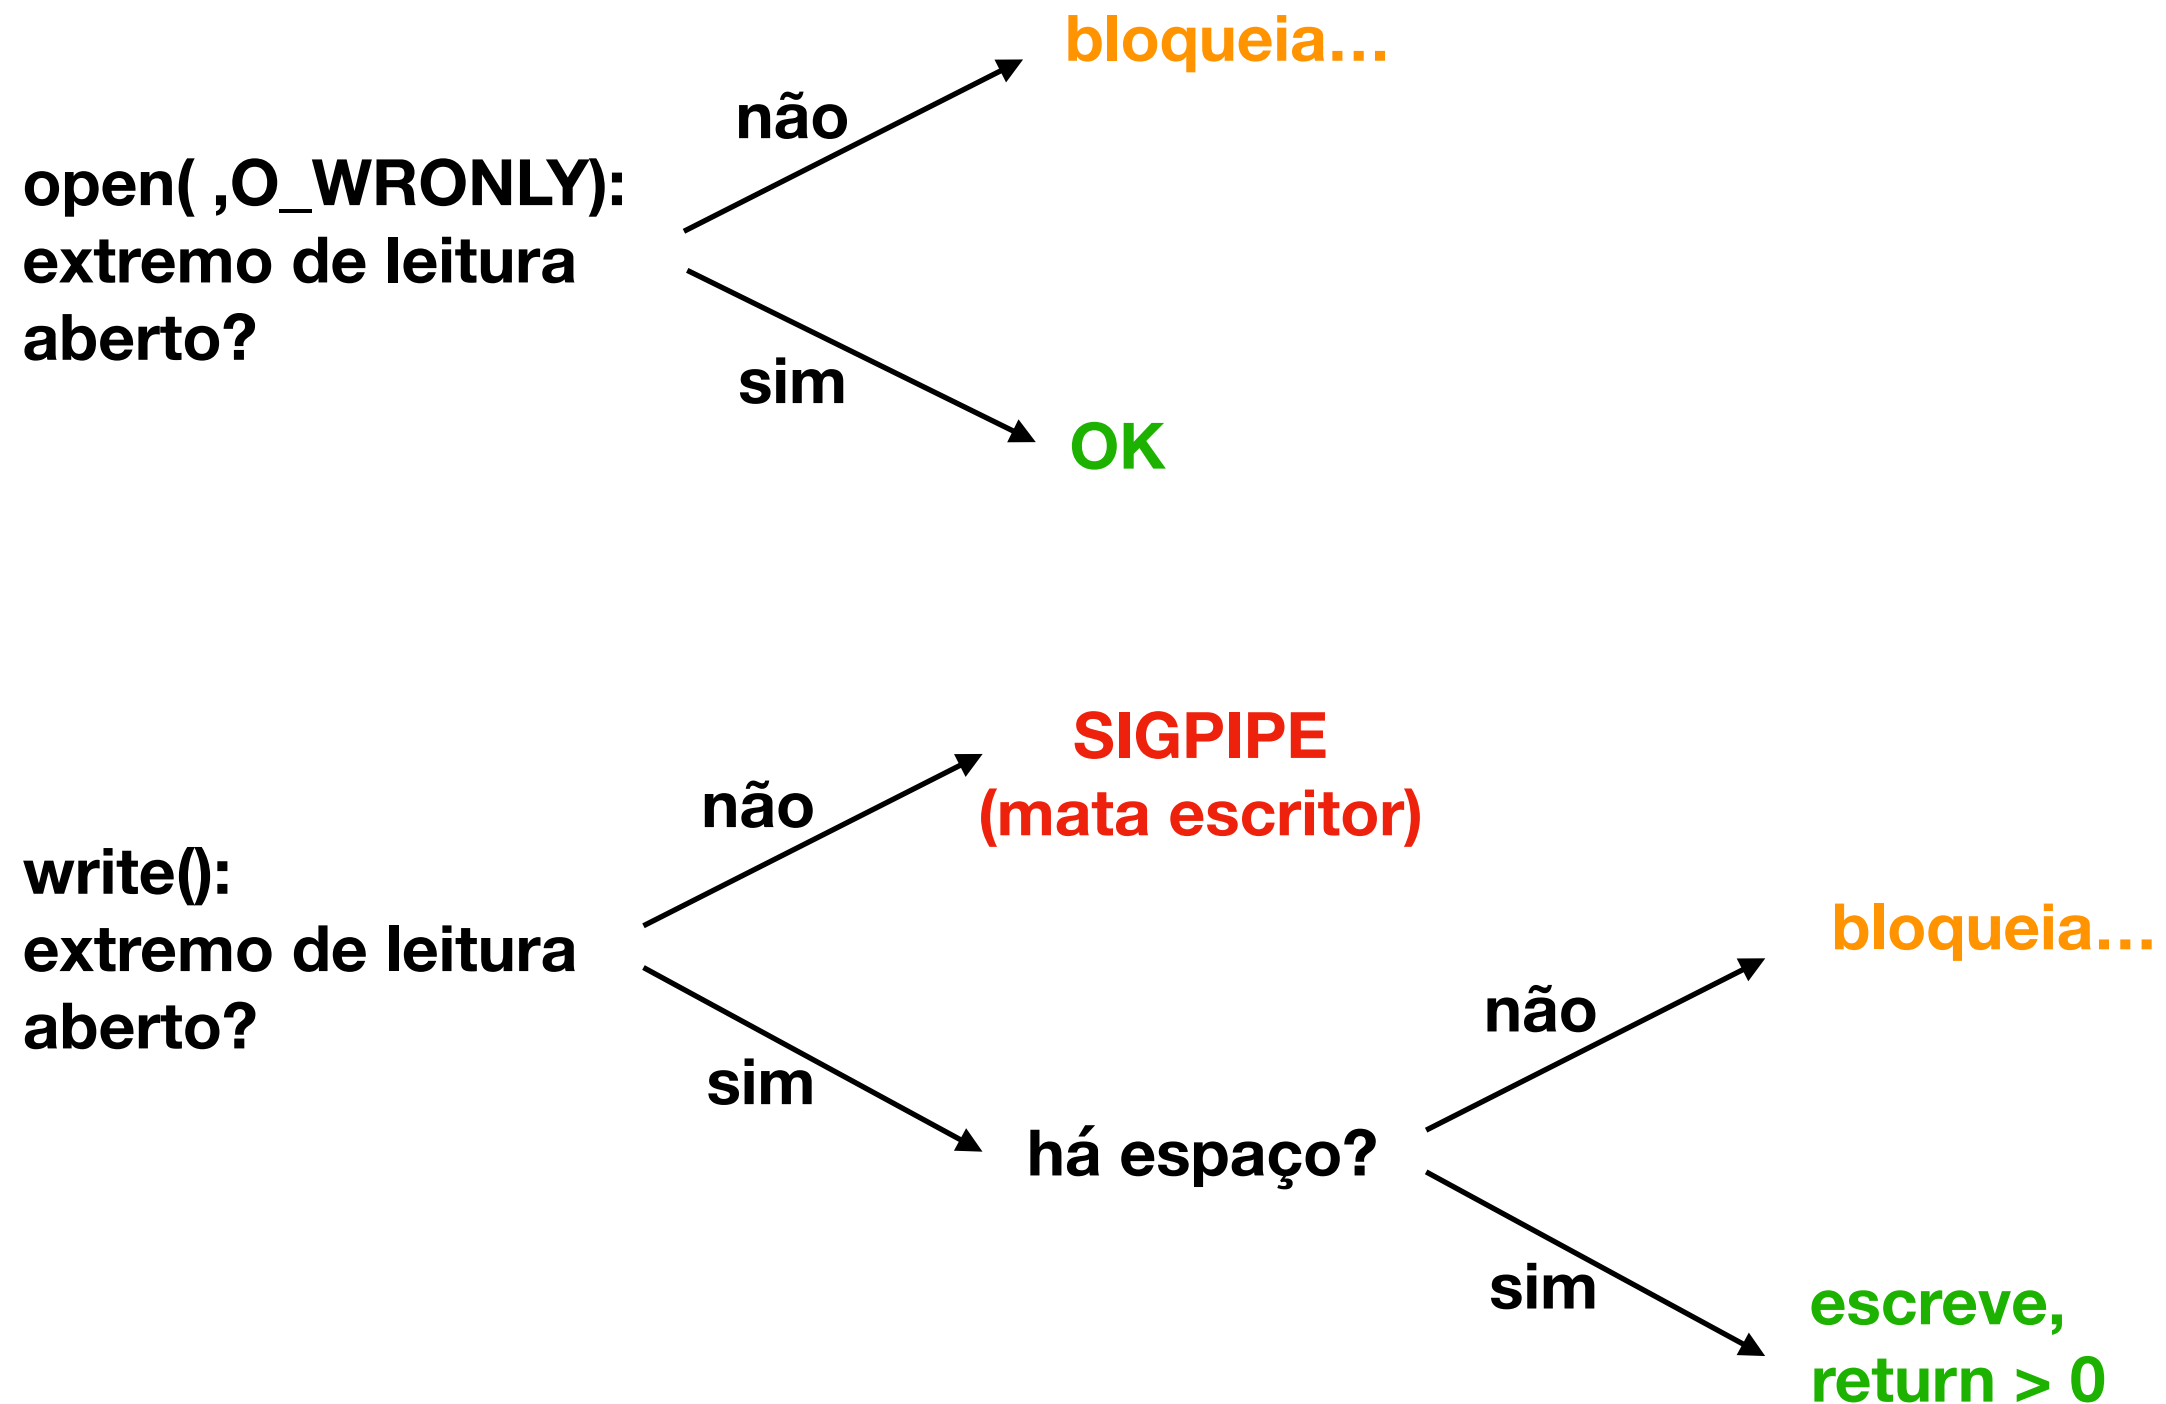 bloqueia…
não
open( ,O_WRONLY):
extremo de leitura
aberto?
sim
OK
SIGPIPE
(mata escritor)
não
write():
extremo de leitura
aberto?
sim
há espaço?
não
bloqueia…
sim
escreve,
return > 0